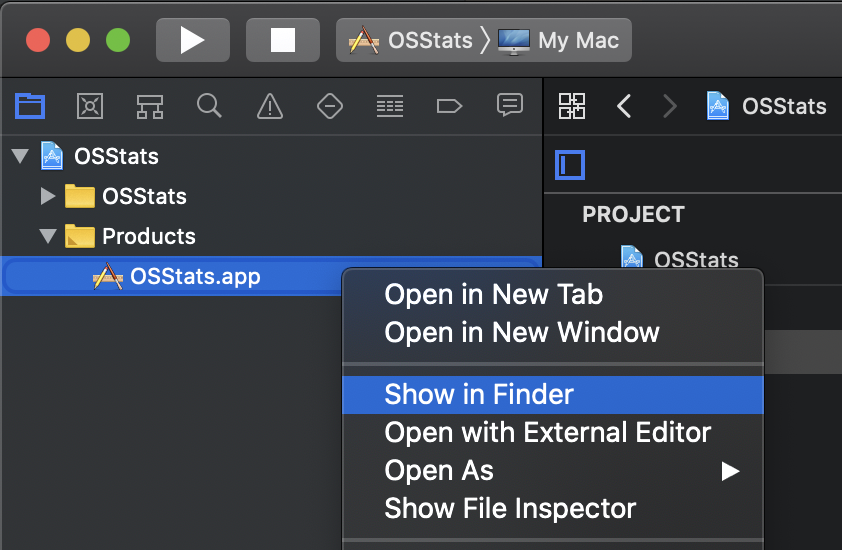 OSStats 〉 My Mac
OSStats
OSStats
OSStats
Products
OSStats.app
PROJECT
OSStats
Open in New Tab
Open in New Window
Show in Finder
Open with External Editor
Open As
Show File Inspector